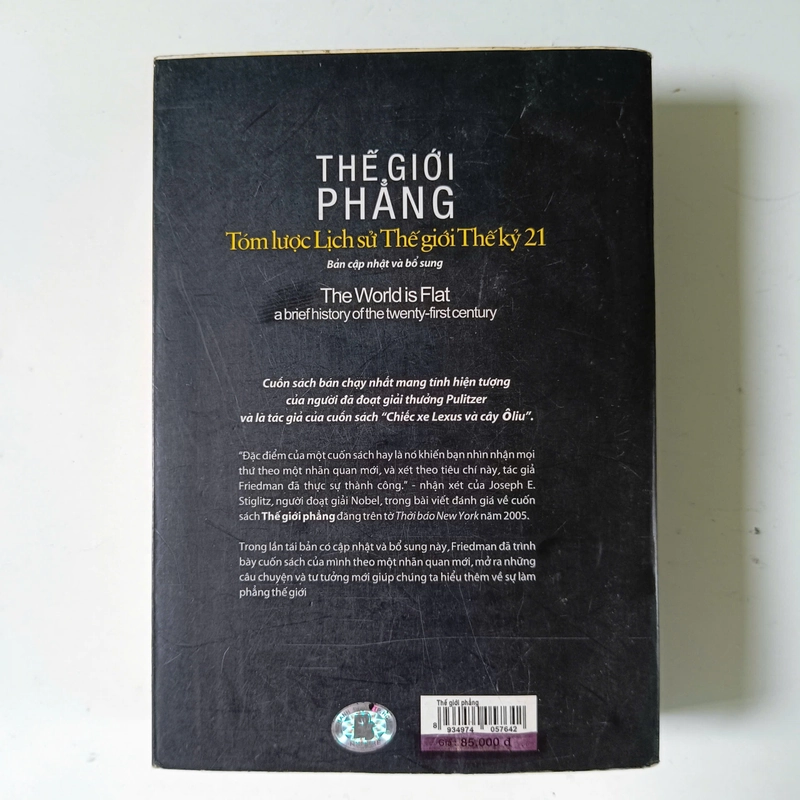 THẾ GIỚI
PHẲNG
Tóm lược Lịch sử Thế giới Thế kỷ 21
Bản cập nhật và bổ sung
The World is Flat
a brief history of the twenty-first century
Cuốn sách bán chạy nhất mang tính hiện tượng
của người đã đoạt giải thưởng Pulitzer
và là tác giả của cuốn sách “Chiếc xe Lexus và cây Ôliu”.
“Đặc điểm của một cuốn sách hay là nó khiến bạn nhìn nhận mọi
thứ theo một nhãn quan mới, và xét theo tiêu chí này, tác giả
Friedman đã thực sự thành công.” - nhận xét của Joseph E.
Stiglitz, người đoạt giải Nobel, trong bài viết đánh giá về cuốn
sách Thế giới phẳng đăng trên tờ Thời báo New York năm 2005.
Trong lần tái bản có cập nhật và bổ sung này, Friedman đã trình
bày cuốn sách của mình theo một nhãn quan mới, mở ra những
câu chuyện và tư tưởng mới giúp chúng ta hiểu thêm về sự làm
phẳng thế giới
Thế giới phẳng
8 934974 057642
Giá: 85,000 đ